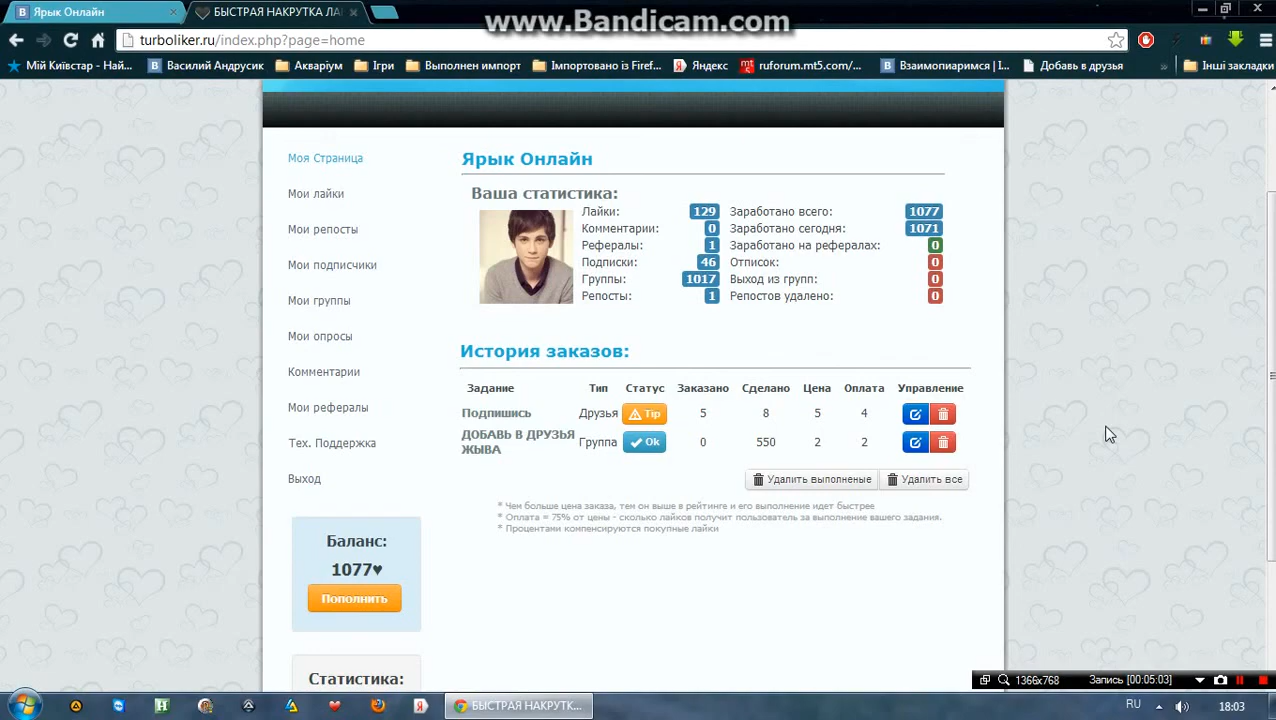 www.Bandicam.com
Ярык Онлайн
БЫСТРАЯ НАКРУТКА ЛА
turboliker.ru/index.php?page=home
Мій Київстар - Най... Василий Андрусик Акваріум Ігри Выполнен импорт Імпортовано із Firef... Яндекс ruforum.mt5.com/... Взаимопиаримся | І... Добавь в друзья » Інші закладки
Моя Страница
Мои лайки
Мои репосты
Мои подписчики
Мои группы
Мои опросы
Комментарии
Мои рефералы
Тех. Поддержка
Выход
Баланс:
1077♥
Пополнить
Статистика:
Ярык Онлайн
Ваша статистика:
Лайки: 129 Заработано всего: 1077
Комментарии: 0 Заработано сегодня: 1071
Рефералы: 1 Заработано на рефералах: 0
Подписки: 46 Отписок: 0
Группы: 1017 Выход из групп: 0
Репосты: 1 Репостов удалено: 0
История заказов:
Задание Тип Статус Заказано Сделано Цена Оплата Управление
Подпишись Друзья Tip 5 8 5 4
ДОБАВЬ В ДРУЗЬЯ
ЖЫВА Группа Ok 0 550 2 2
Удалить выполненые Удалить все
* Чем больше цена заказа, тем он выше в рейтинге и его выполнение идет быстрее
* Оплата = 75% от цены - сколько лайков получит пользователь за выполнение вашего задания.
* Процентами компенсируются покупные лайки
1366x768 Запись [00:05:03]
БЫСТРАЯ НАКРУТК... RU 18:03